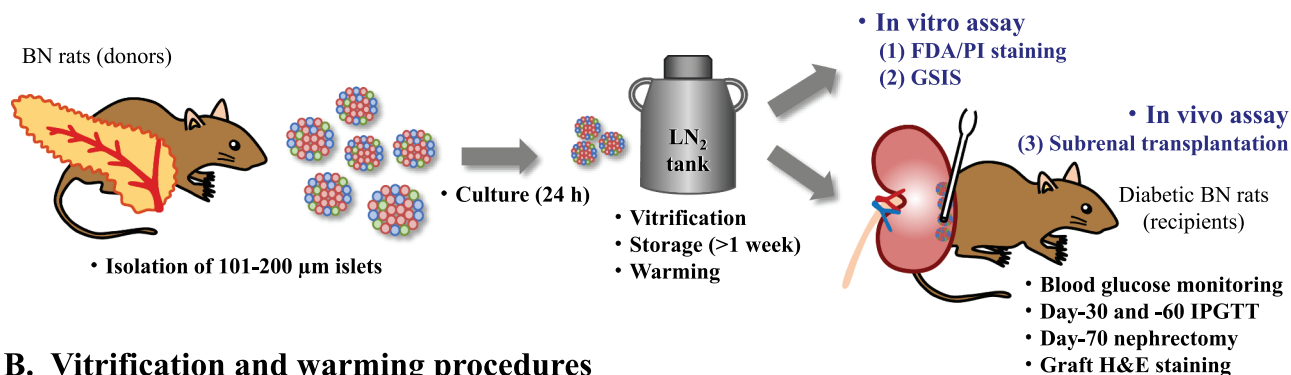 BN rats (donors)
• Isolation of 101-200 μm islets
• Culture (24 h)
LN2
tank
• Vitrification
• Storage (>1 week)
• Warming
• In vitro assay
(1) FDA/PI staining
(2) GSIS
• In vivo assay
(3) Subrenal transplantation
Diabetic BN rats
(recipients)
• Blood glucose monitoring
• Day-30 and -60 IPGTT
• Day-70 nephrectomy
• Graft H&E staining
B. Vitrification and warming procedures